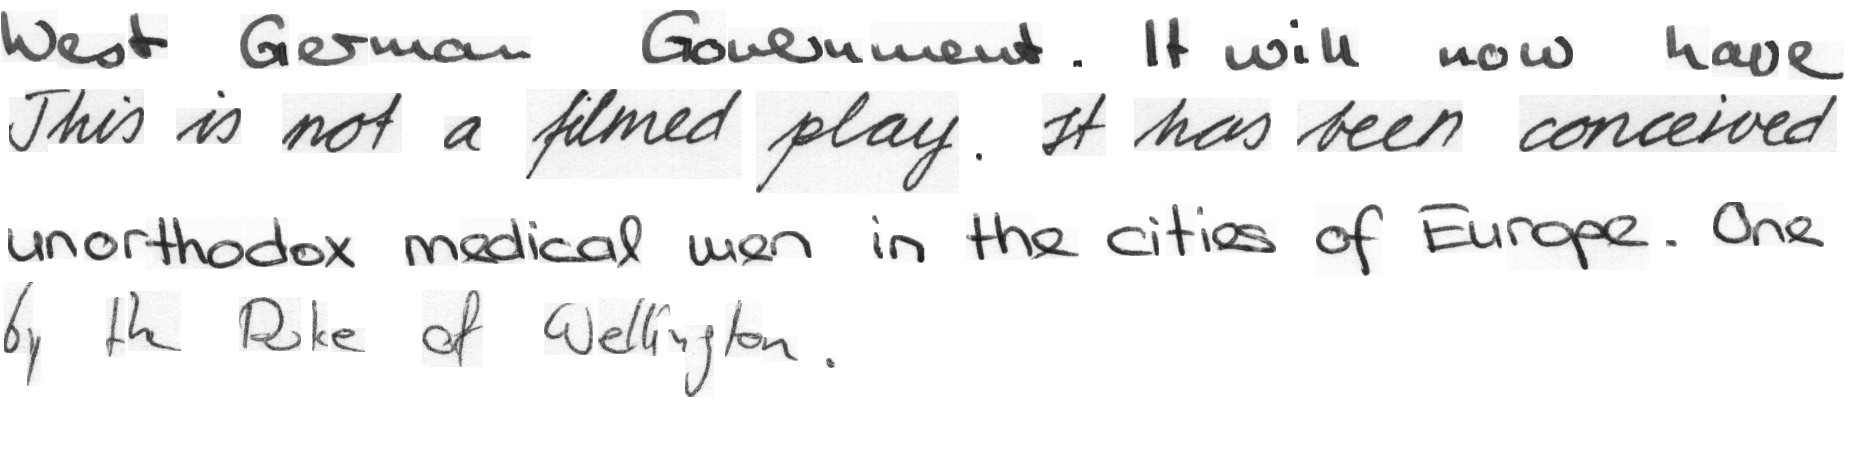 West German Government. It will now have
This is not a filmed play. It has been conceived
unorthodox medical men in the cities of Europe. One
by the Duke of Wellington.